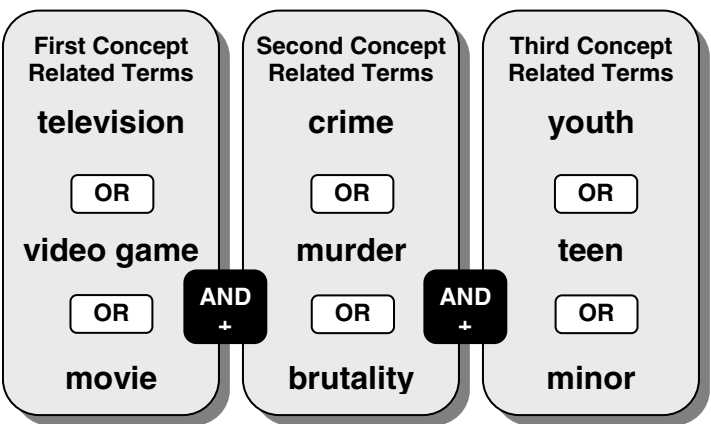 First Concept
Related Terms
television
OR
video game
OR
movie
AND
+
Second Concept
Related Terms
crime
OR
murder
OR
brutality
AND
+
Third Concept
Related Terms
youth
OR
teen
OR
minor